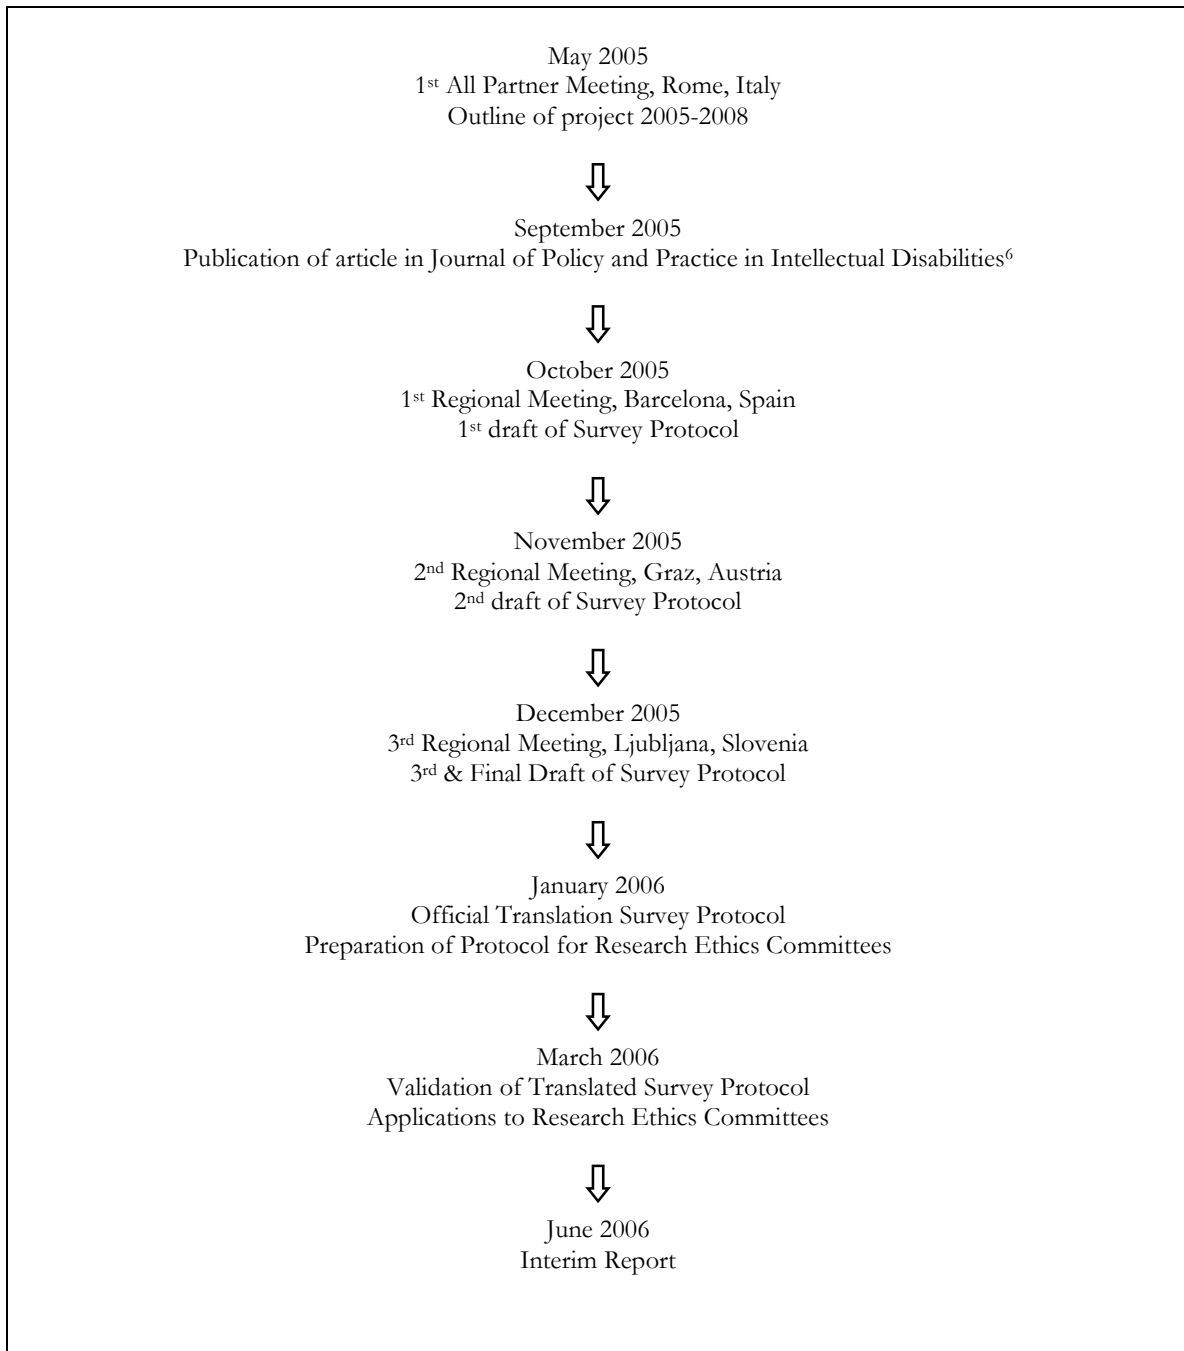 May 2005
1st All Partner Meeting, Rome, Italy
Outline of project 2005-2008
September 2005
Publication of article in Journal of Policy and Practice in Intellectual Disabilities6
October 2005
1st Regional Meeting, Barcelona, Spain
1st draft of Survey Protocol
November 2005
2nd Regional Meeting, Graz, Austria
2nd draft of Survey Protocol
December 2005
3rd Regional Meeting, Ljubljana, Slovenia
3rd & Final Draft of Survey Protocol
January 2006
Official Translation Survey Protocol
Preparation of Protocol for Research Ethics Committees
March 2006
Validation of Translated Survey Protocol
Applications to Research Ethics Committees
June 2006
Interim Report